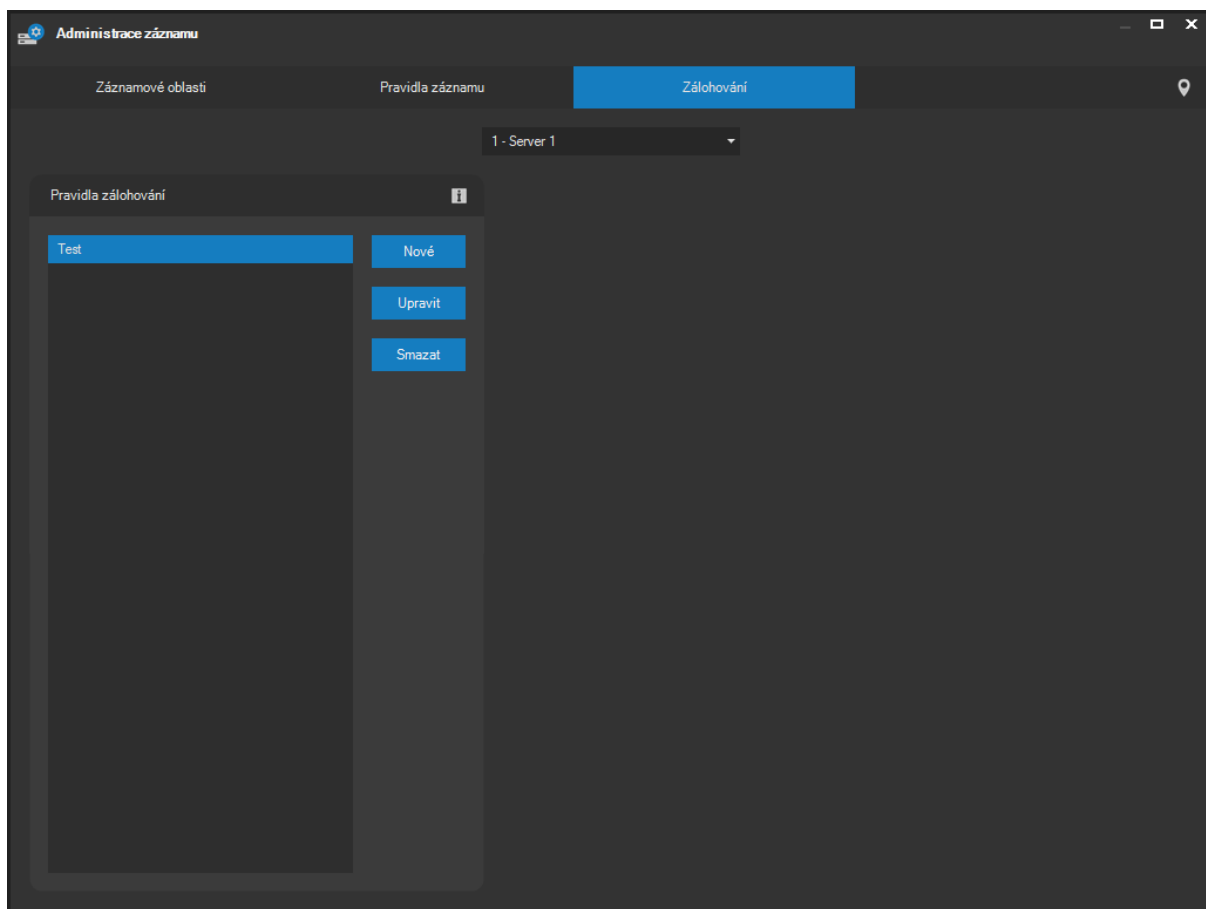 Administrace záznamu
Záznamové oblasti Pravidla záznamu Zálohování
1 - Server 1
Pravidla zálohování
Test
Nové
Upravit
Smazat